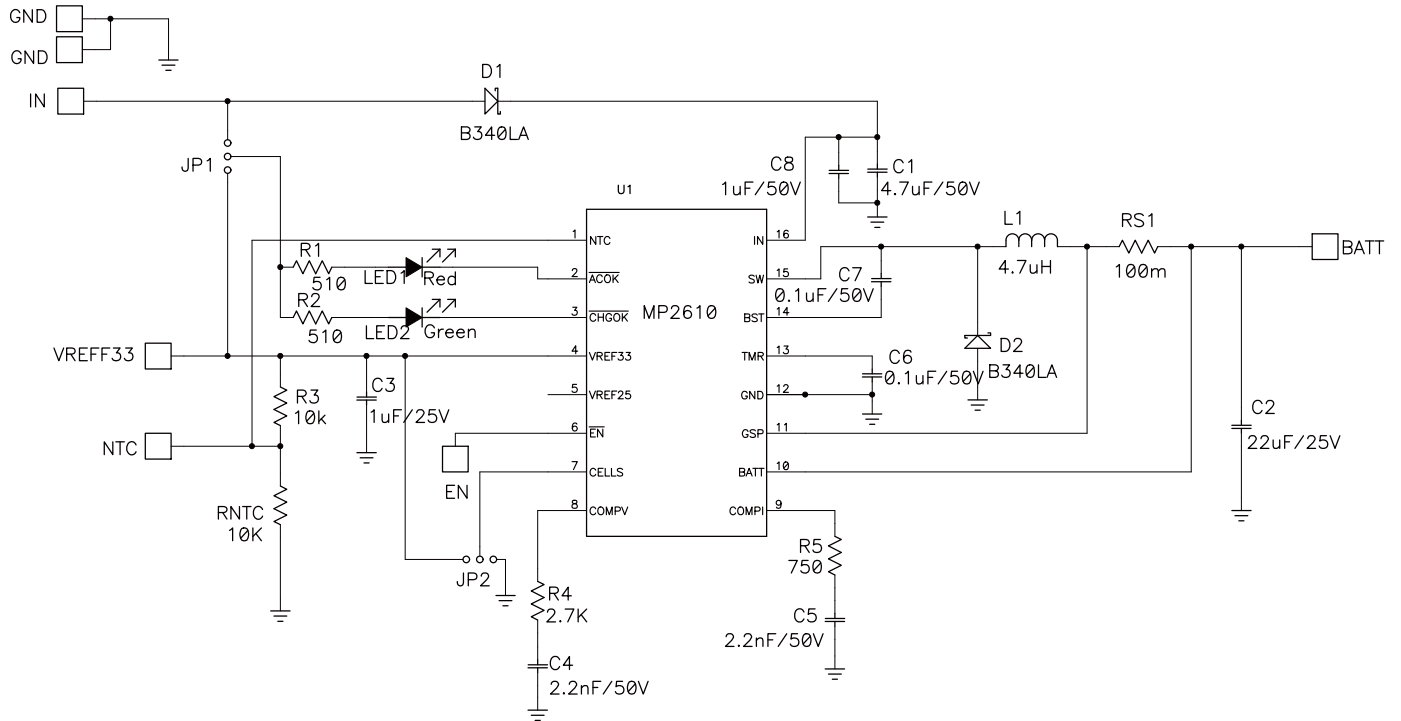 GND
GND
IN
D1
B340LA
JP1
C8
1uF/50V
C1
4.7uF/50V
U1
MP2610
1 NTC
2 ACOK
3 CHGOK
4 VREF33
5 VREF25
6 EN
7 CELLS
8 COMPV
IN 16
SW 15
BST 14
TMR 13
GND 12
GSP 11
BATT 10
COMPI 9
R1
510
LED1
Red
R2
510
LED2
Green
VREFF33
R3
10k
C3
1uF/25V
NTC
RNTC
10K
EN
JP2
R4
2.7K
C4
2.2nF/50V
R5
750
C5
2.2nF/50V
C7
0.1uF/50V
C6
0.1uF/50V
D2
B340LA
L1
4.7uH
RS1
100m
BATT
C2
22uF/25V